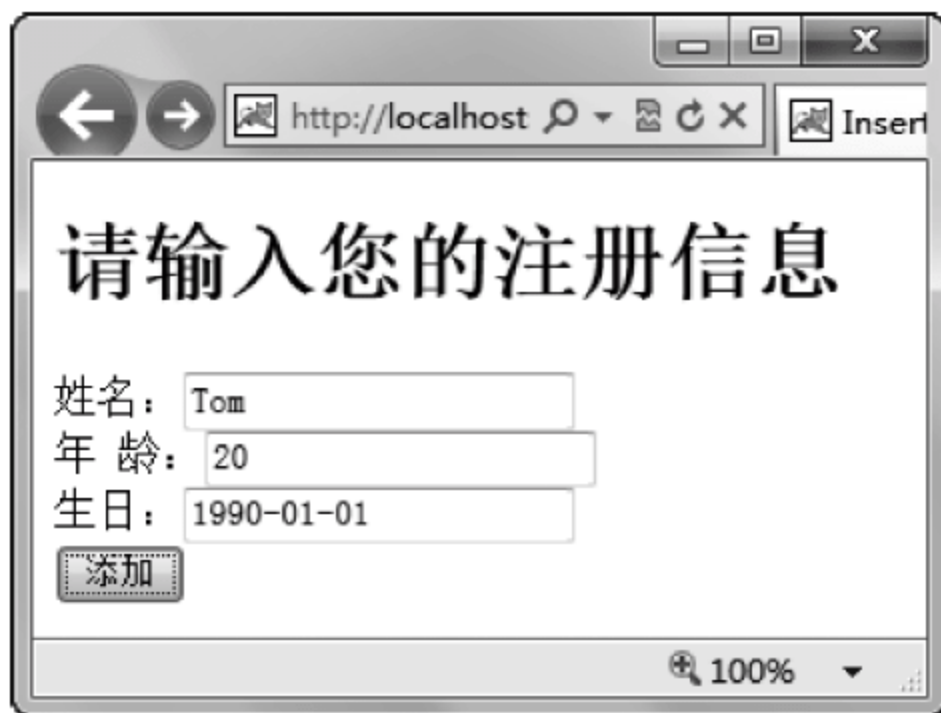 http://localhost
Insert
请输入您的注册信息
姓名：Tom
年 龄：20
生日：1990-01-01
添加
100%